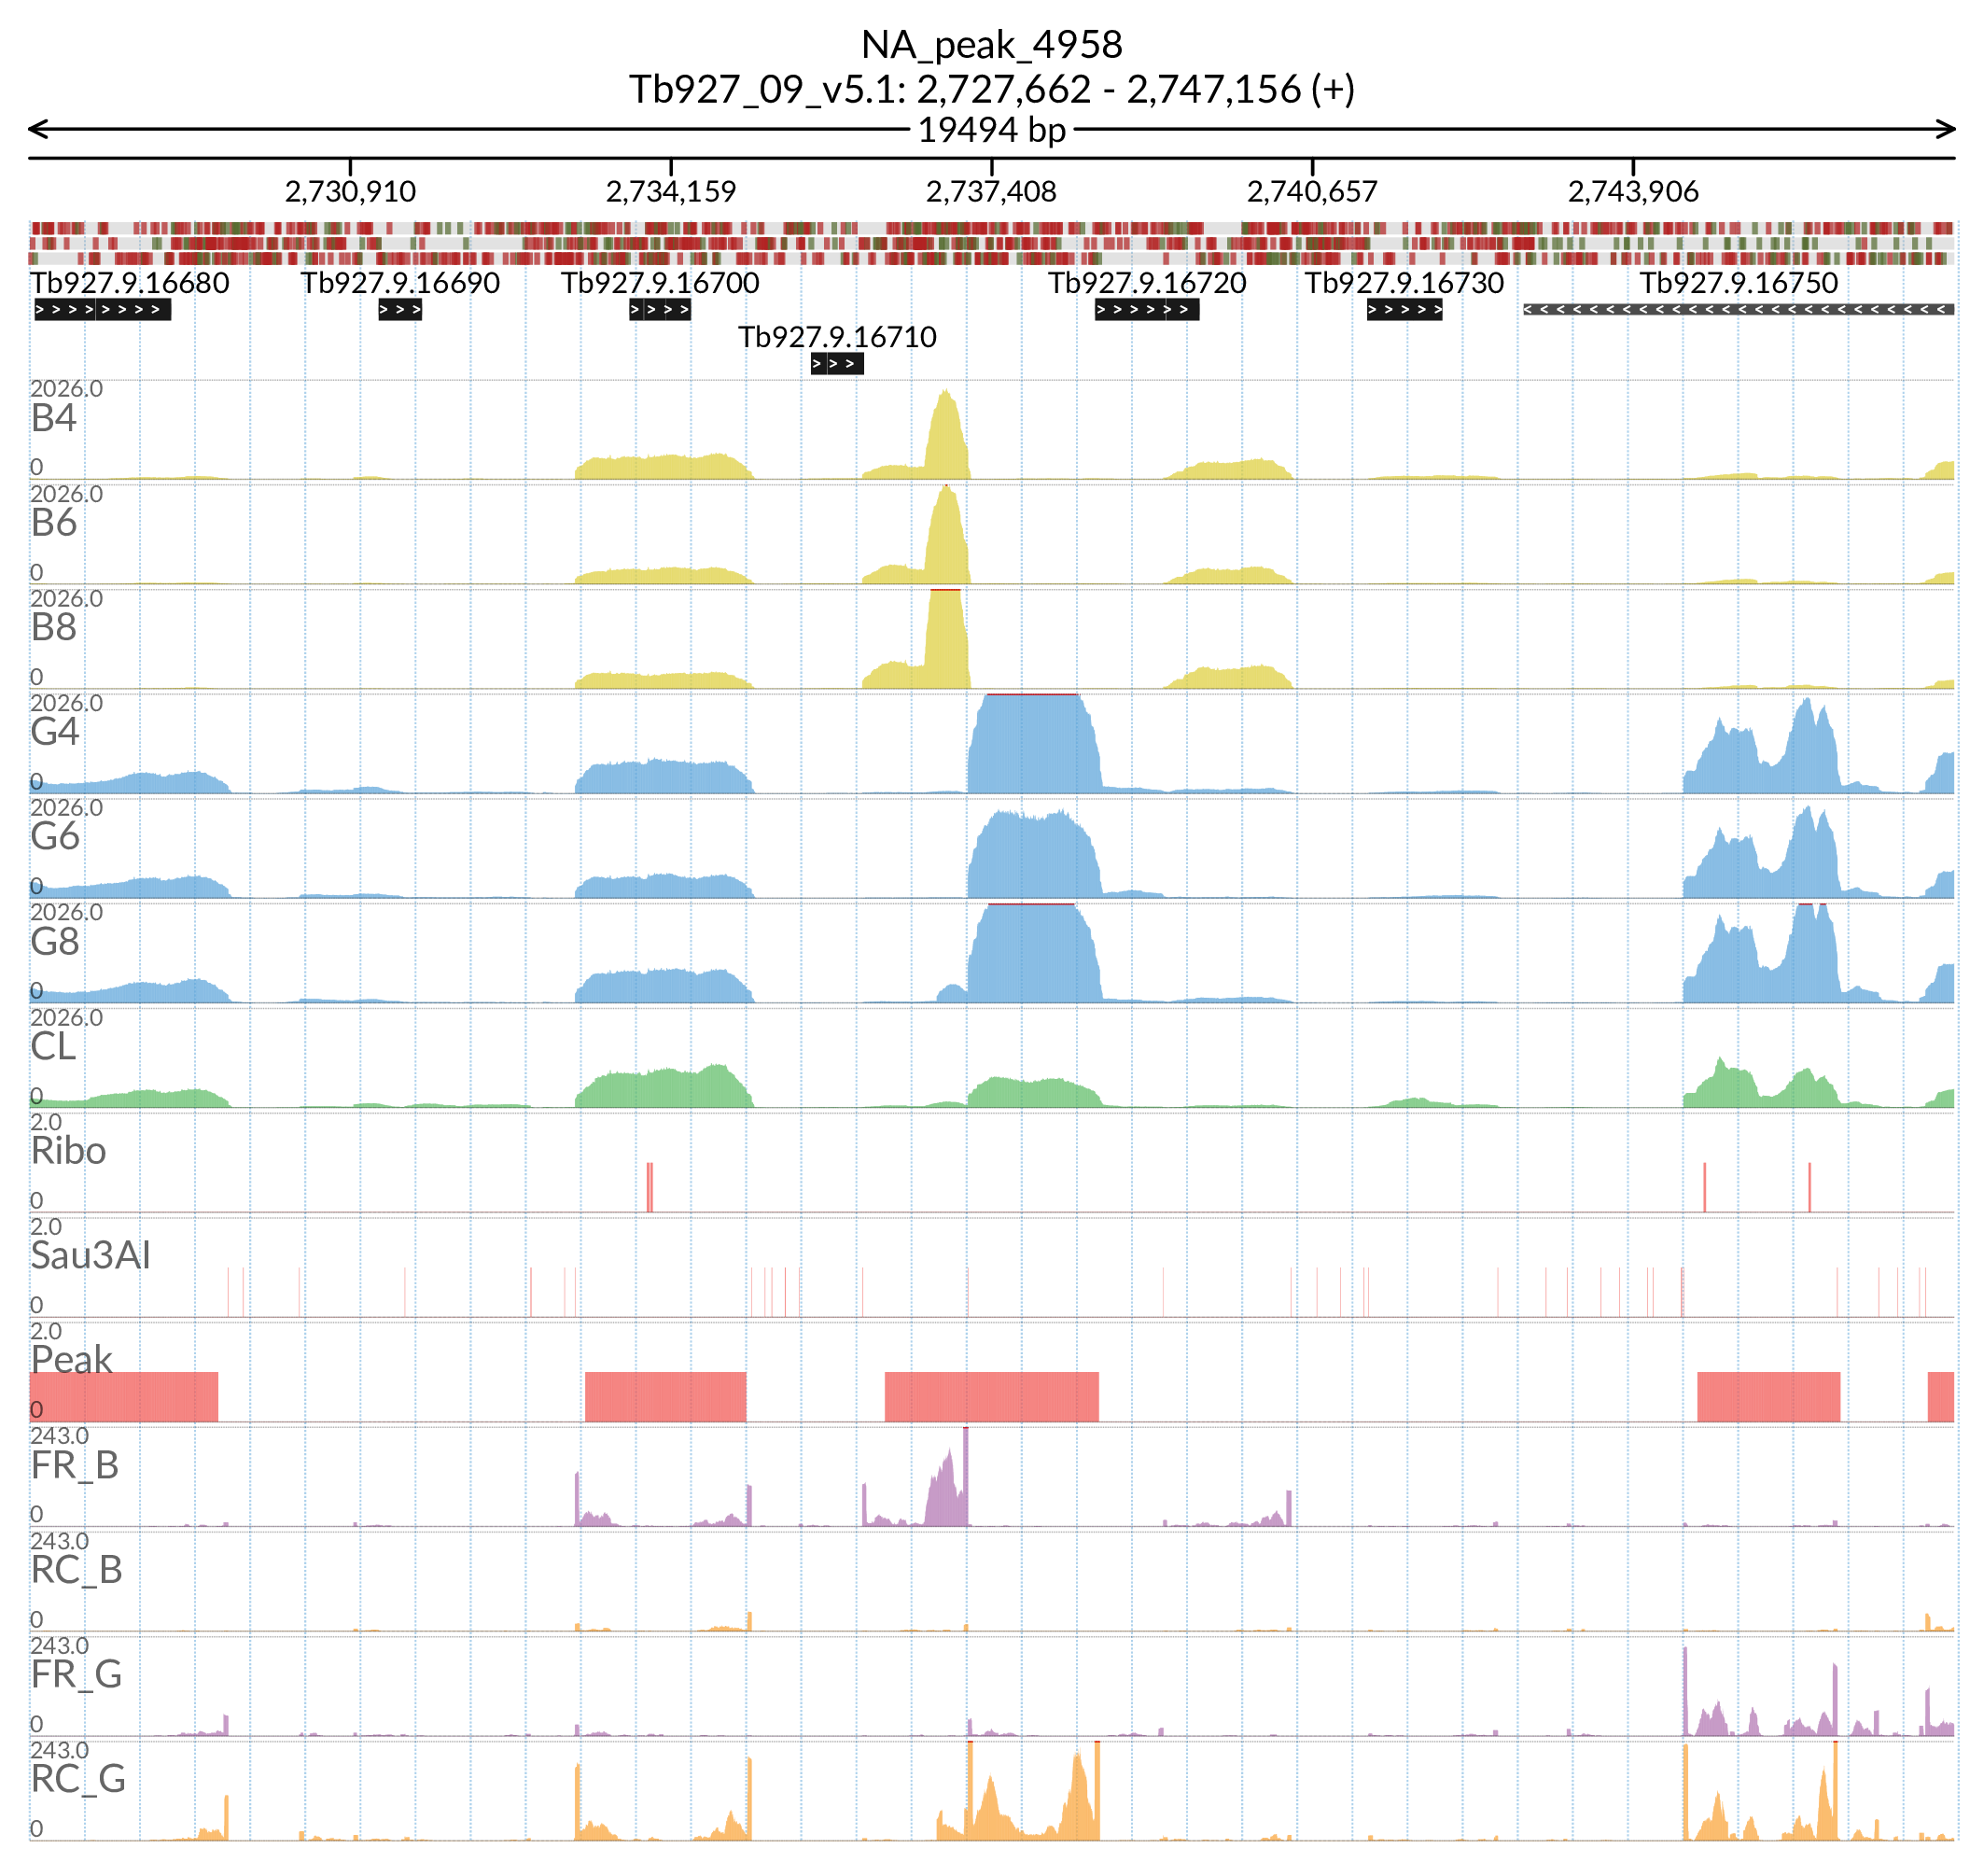 NA_peak_4958
Tb927_09_v5.1: 2,727,662 - 2,747,156 (+)
19494 bp
2,730,910 2,734,159 2,737,408 2,740,657 2,743,906
Tb927.9.16680 Tb927.9.16690 Tb927.9.16700 Tb927.9.16720 Tb927.9.16730 Tb927.9.16750
Tb927.9.16710
2026.0
B4
0
2026.0
B6
0
2026.0
B8
0
2026.0
G4
0
2026.0
G6
0
2026.0
G8
0
2026.0
CL
0
2.0
Ribo
0
2.0
Sau3AI
0
2.0
Peak
0
243.0
FR_B
0
243.0
RC_B
0
243.0
FR_G
0
243.0
RC_G
0